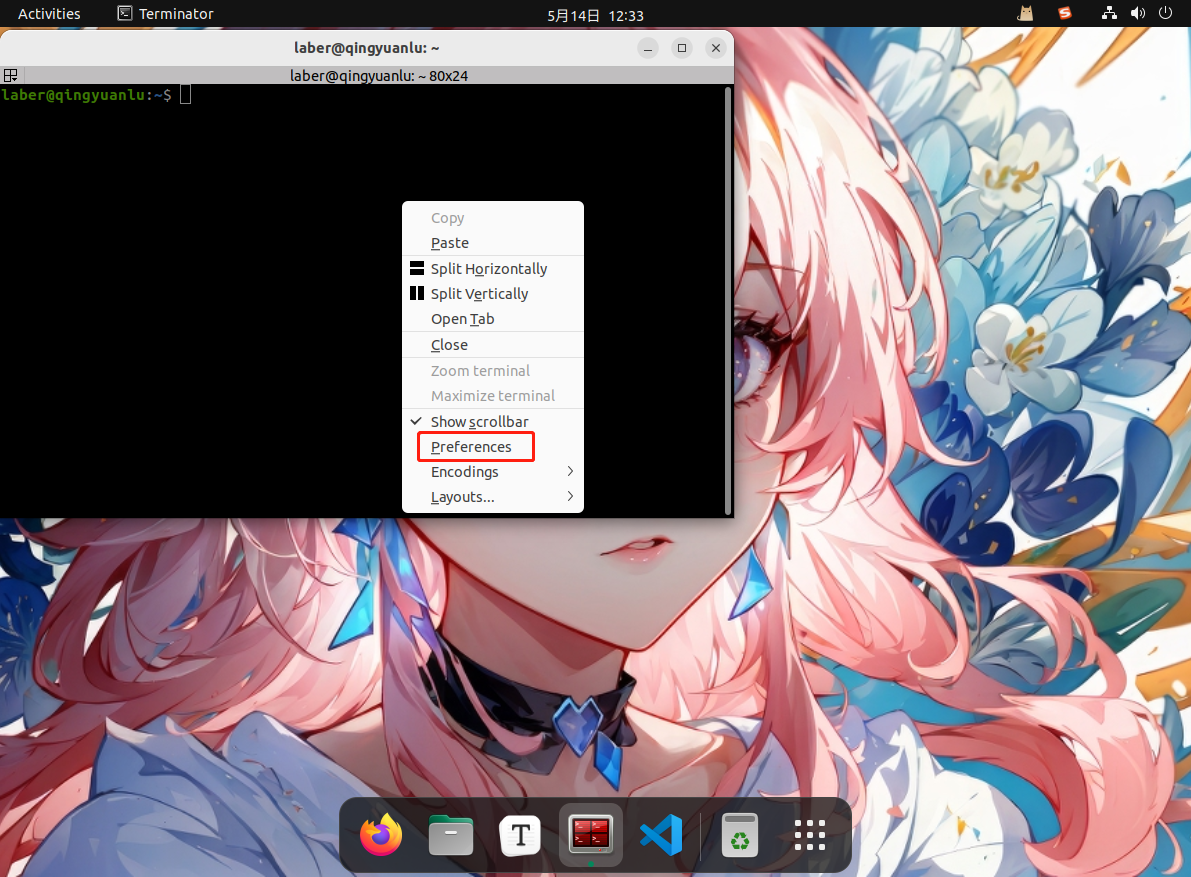 Activities
Terminator
5月14日 12:33
laber@qingyuanlu: ~
laber@qingyuanlu: ~ 80x24
laber@qingyuanlu:~$
Copy
Paste
Split Horizontally
Split Vertically
Open Tab
Close
Zoom terminal
Maximize terminal
Show scrollbar
Preferences
Encodings
Layouts...
T